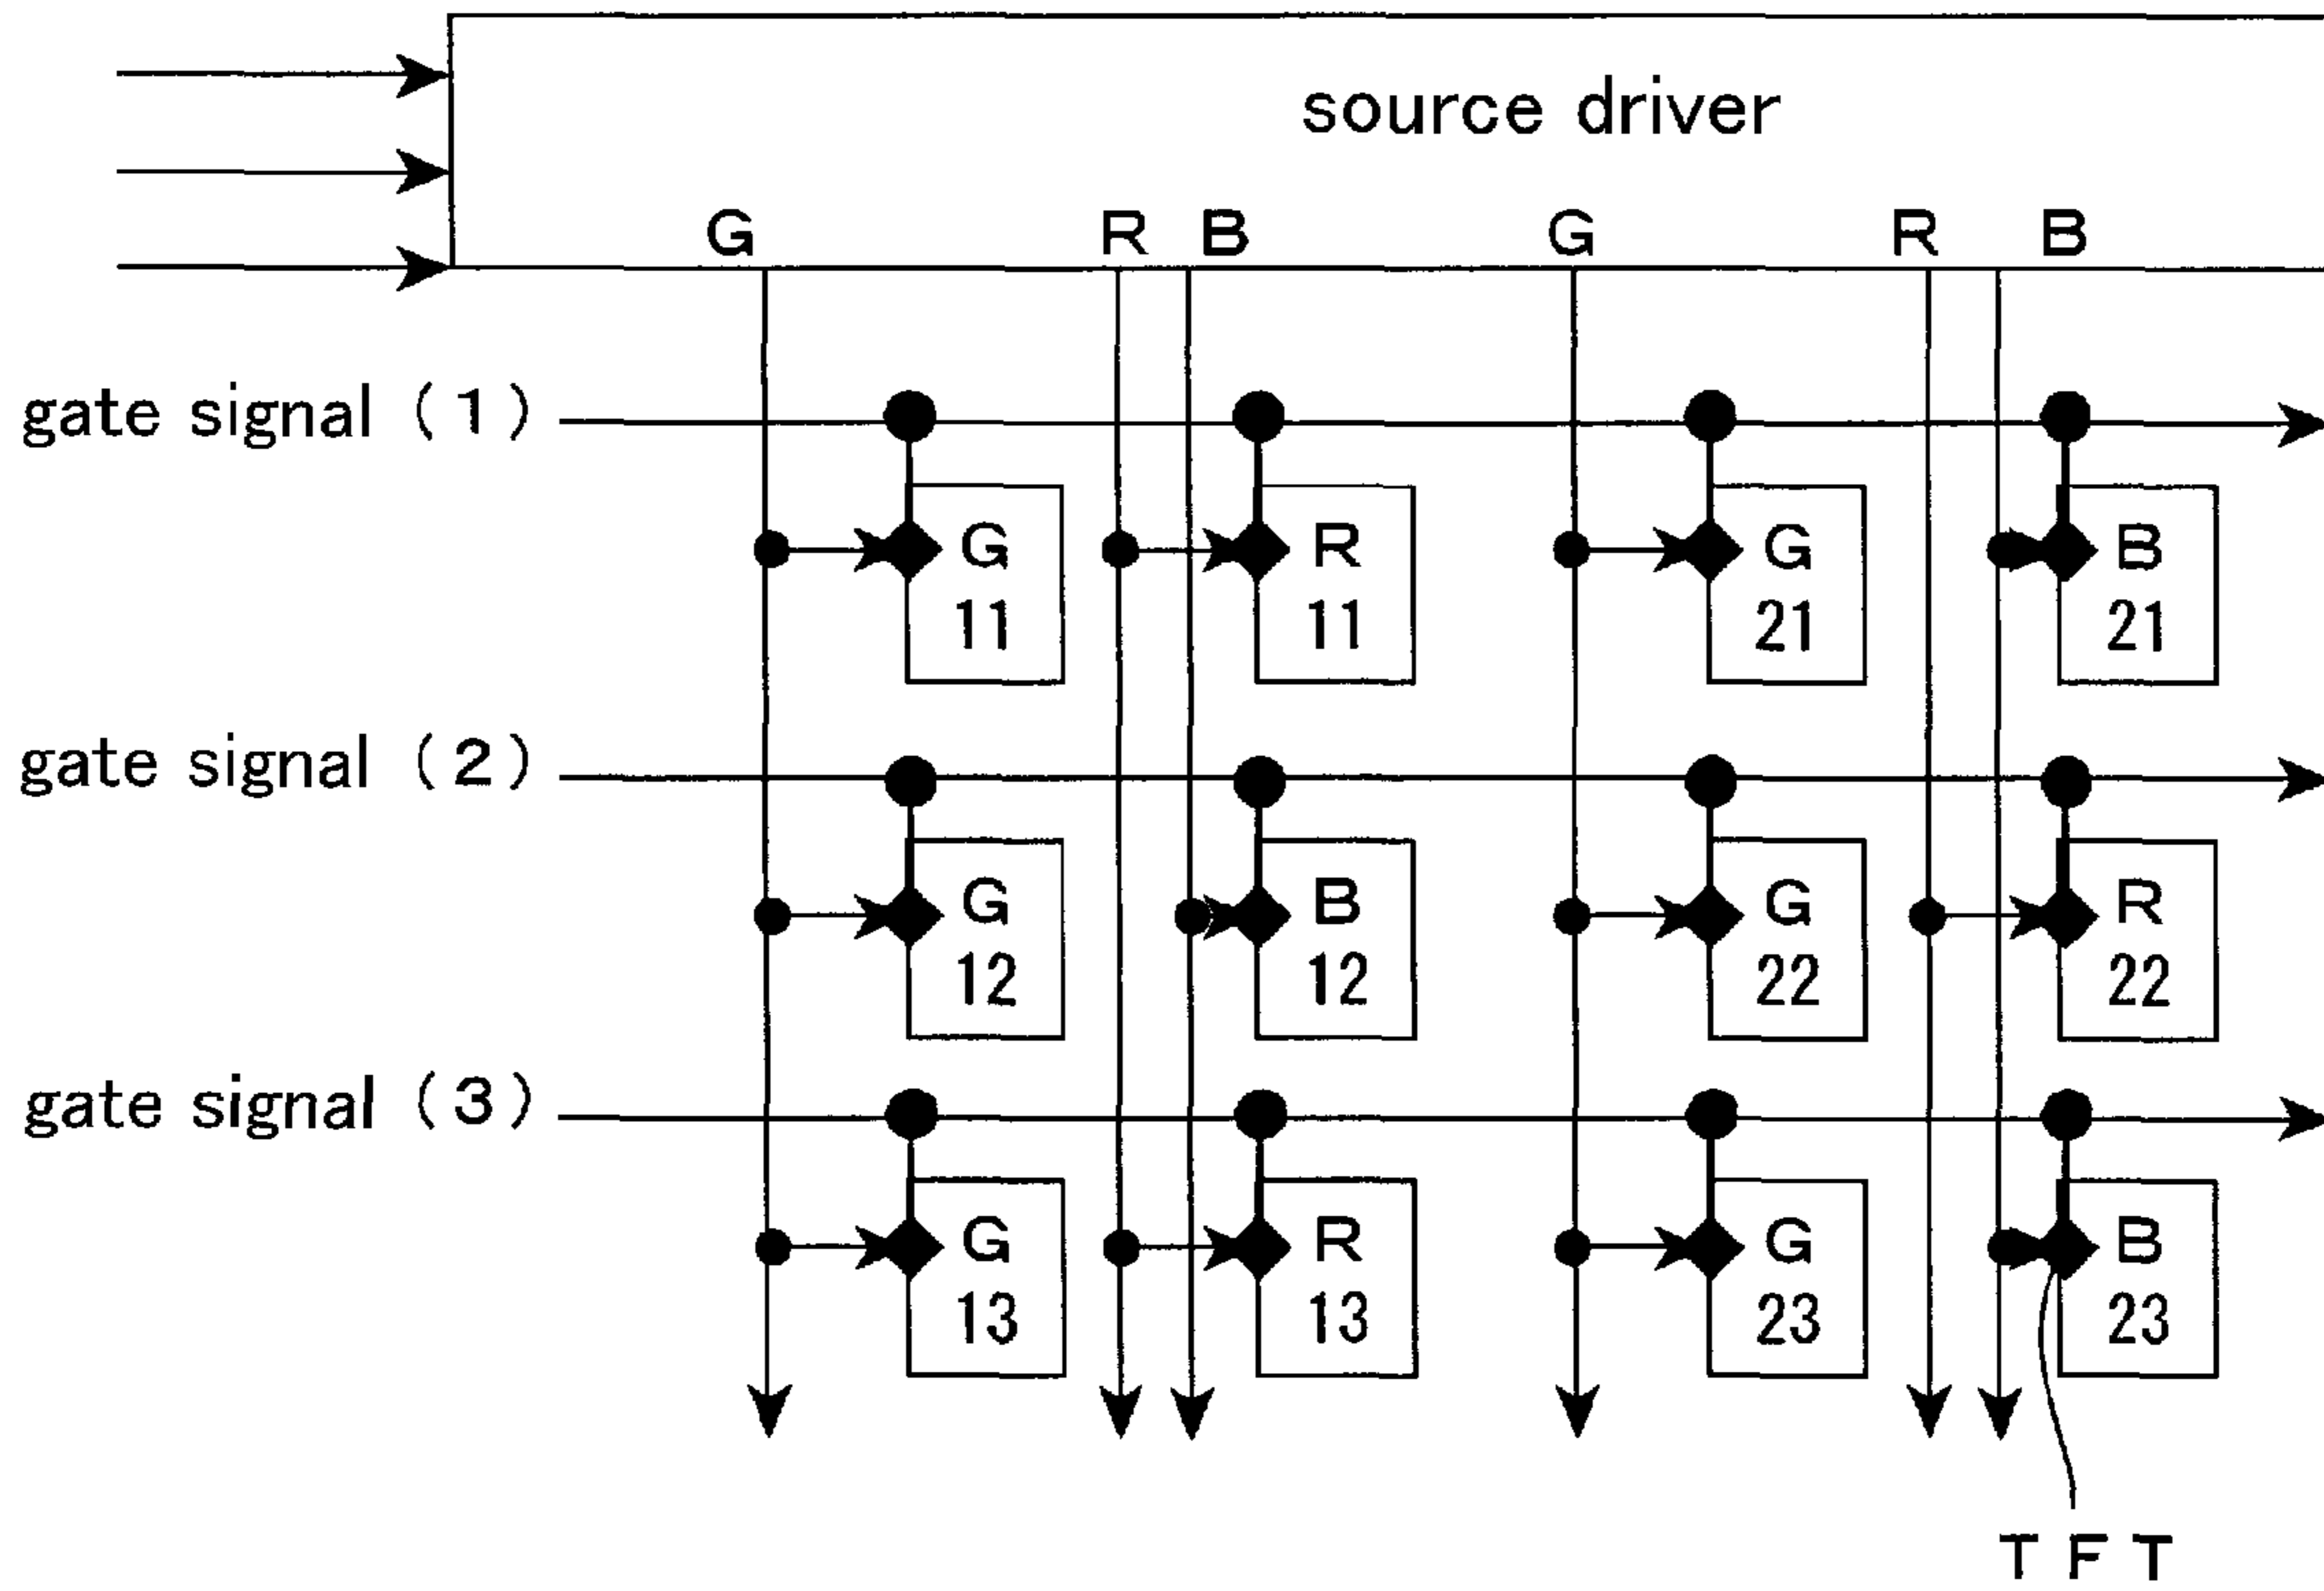 source driver
G R B G R B
gate signal (1)
G R G B
11 11 21 21
gate signal (2)
G B G R
12 12 22 22
gate signal (3)
G R G B
13 13 23 23
TFT